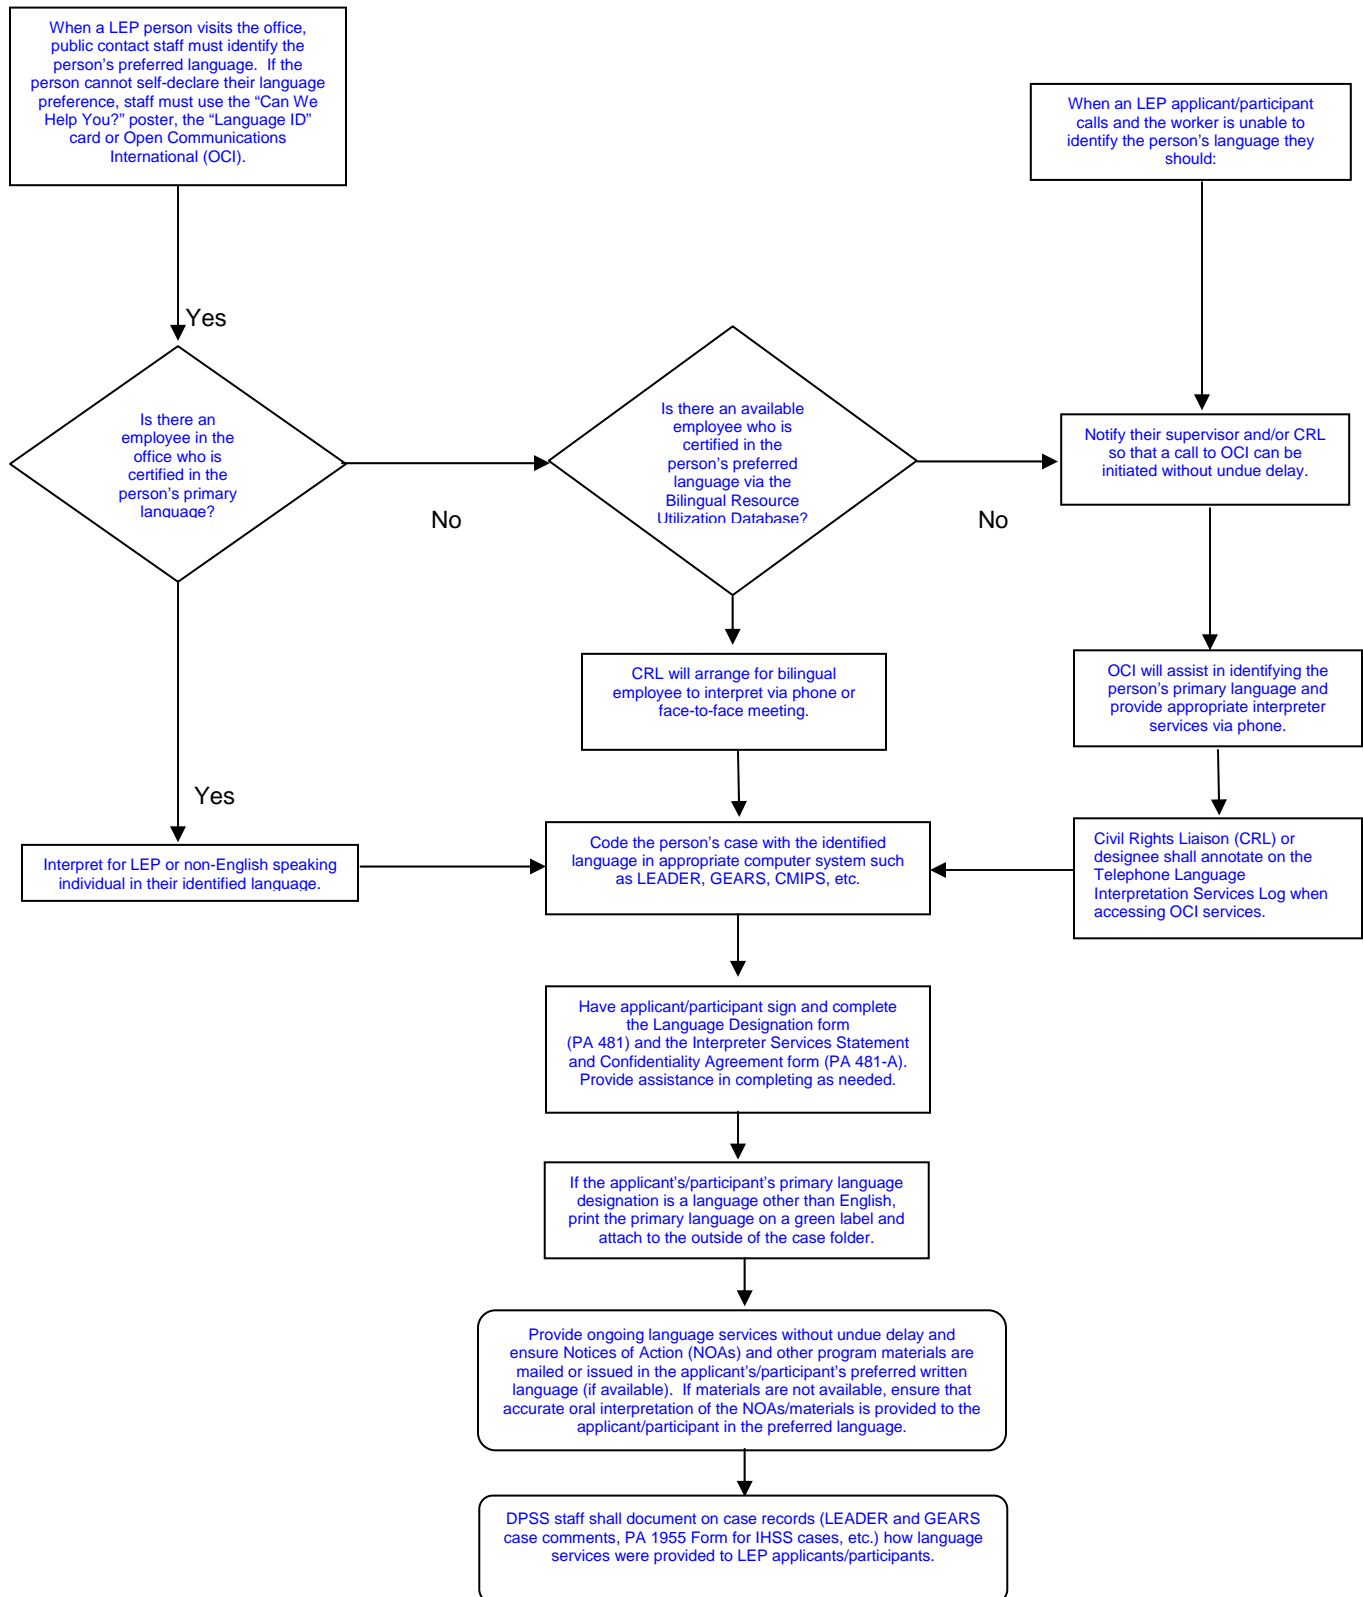 When a LEP person visits the office,
public contact staff must identify the
person's preferred language.  If the
person cannot self-declare their language
preference, staff must use the “Can We
Help You?” poster, the “Language ID”
card or Open Communications
International (OCI).
When an LEP applicant/participant
calls and the worker is unable to
identify the person's language they
should:
Yes
Is there an
employee in the
office who is
certified in the
person's primary
language?
No
Is there an available
employee who is
certified in the
person's preferred
language via the
Bilingual Resource
Utilization Database?
No
Notify their supervisor and/or CRL
so that a call to OCI can be
initiated without undue delay.
CRL will arrange for bilingual
employee to interpret via phone or
face-to-face meeting.
OCI will assist in identifying the
person's primary language and
provide appropriate interpreter
services via phone.
Yes
Interpret for LEP or non-English speaking
individual in their identified language.
Code the person's case with the identified
language in appropriate computer system such
as LEADER, GEARS, CMIPS, etc.
Civil Rights Liaison (CRL) or
designee shall annotate on the
Telephone Language
Interpretation Services Log when
accessing OCI services.
Have applicant/participant sign and complete
the Language Designation form
(PA 481) and the Interpreter Services Statement
and Confidentiality Agreement form (PA 481-A).
Provide assistance in completing as needed.
If the applicant's/participant's primary language
designation is a language other than English,
print the primary language on a green label and
attach to the outside of the case folder.
Provide ongoing language services without undue delay and
ensure Notices of Action (NOAs) and other program materials are
mailed or issued in the applicant's/participant's preferred written
language (if available).  If materials are not available, ensure that
accurate oral interpretation of the NOAs/materials is provided to the
applicant/participant in the preferred language.
DPSS staff shall document on case records (LEADER and GEARS
case comments, PA 1955 Form for IHSS cases, etc.) how language
services were provided to LEP applicants/participants.